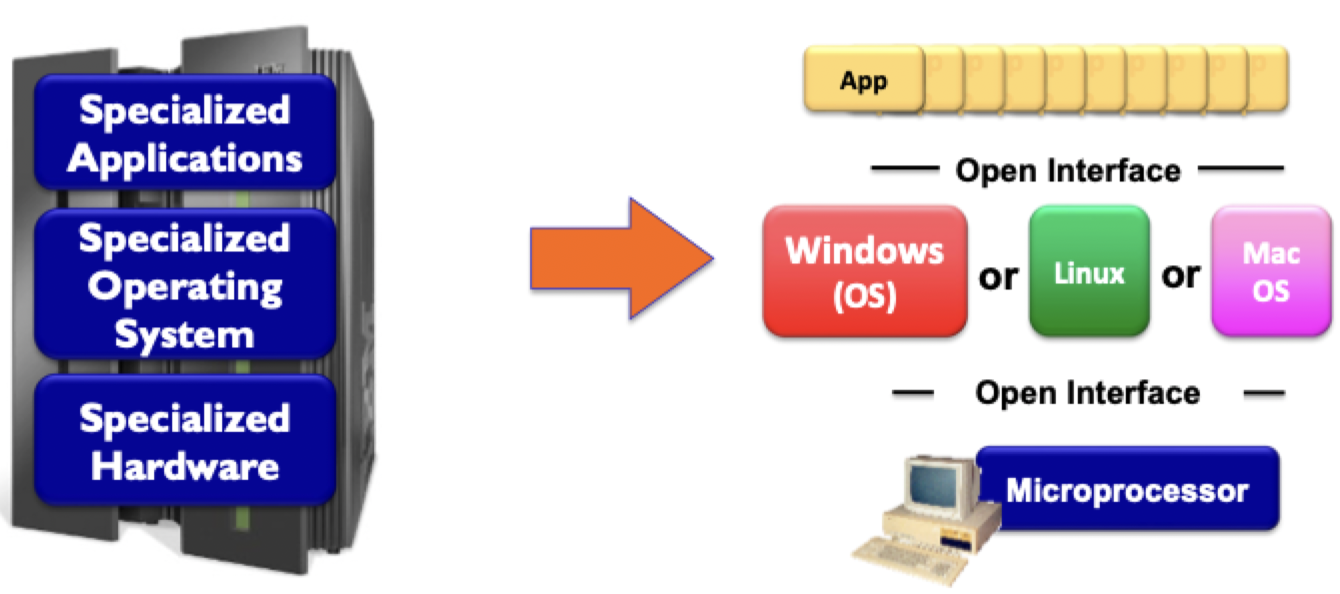 Specialized
Applications
Specialized
Operating
System
Specialized
Hardware
App
Open Interface
Windows
(OS)
or
Linux
or
Mac
OS
Open Interface
Microprocessor